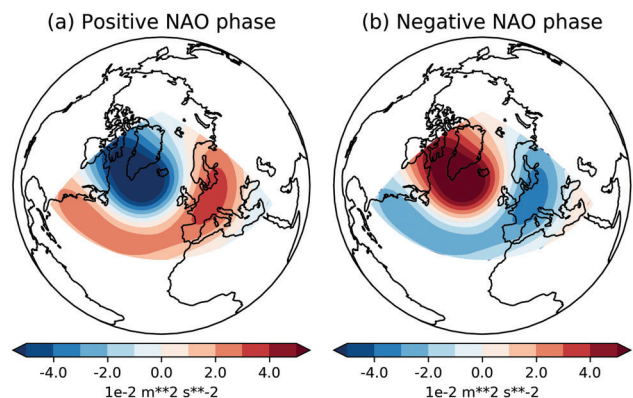 (a) Positive NAO phase
(b) Negative NAO phase
-4.0 -2.0 0.0 2.0 4.0
1e-2 m**2 s**-2
-4.0 -2.0 0.0 2.0 4.0
1e-2 m**2 s**-2